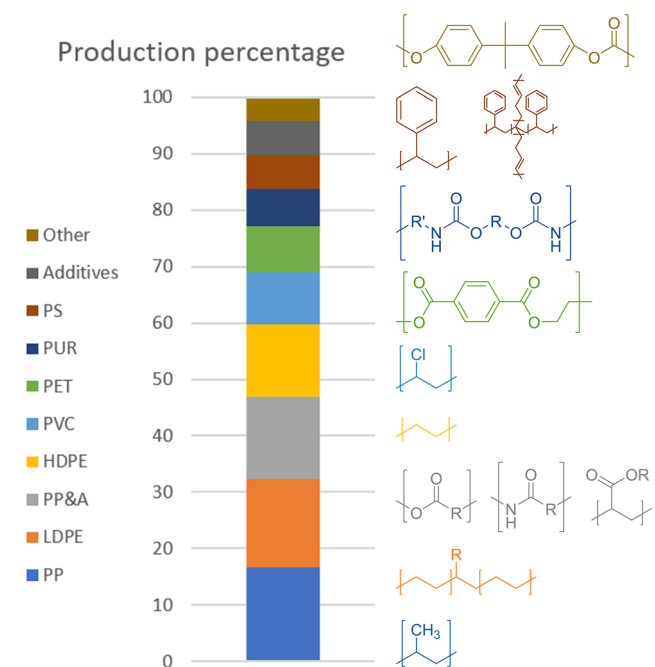 Production percentage
100
90
80
70
60
50
40
30
20
10
0
Other
Additives
PS
PUR
PET
PVC
HDPE
PP&A
LDPE
PP
O
O
O
O
O
R'
R
N
H
O
O
N
H
O
O
O
O
Cl
O
O
R
O
N
H
R
O
OR
R
CH3